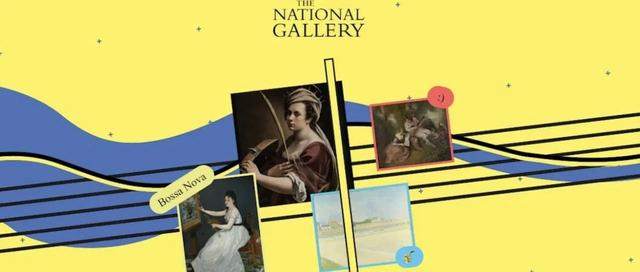 THE
NATIONAL
GALLERY
:)
Bossa Nova